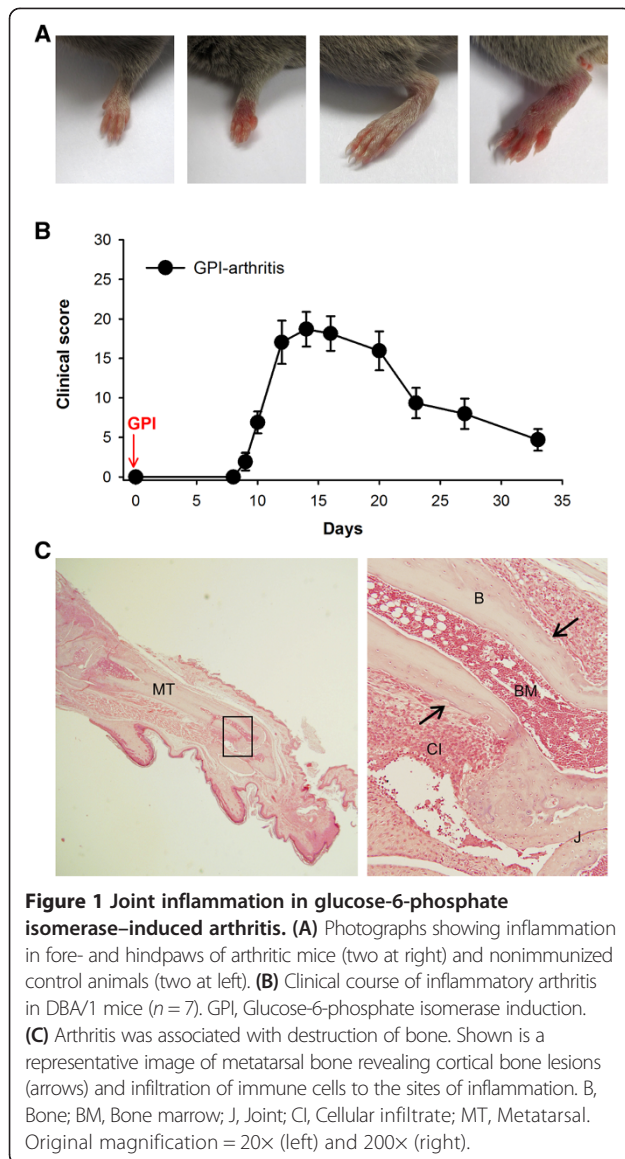 A
B
30
25
20
15
10
5
0
Clinical score
GPI-arthritis
GPI
0 5 10 15 20 25 30 35
Days
C
MT
B
BM
CI
J
Figure 1 Joint inflammation in glucose-6-phosphate
isomerase–induced arthritis. (A) Photographs showing inflammation
in fore- and hindpaws of arthritic mice (two at right) and nonimmunized
control animals (two at left). (B) Clinical course of inflammatory arthritis
in DBA/1 mice (n = 7). GPI, Glucose-6-phosphate isomerase induction.
(C) Arthritis was associated with destruction of bone. Shown is a
representative image of metatarsal bone revealing cortical bone lesions
(arrows) and infiltration of immune cells to the sites of inflammation. B,
Bone; BM, Bone marrow; J, Joint; CI, Cellular infiltrate; MT, Metatarsal.
Original magnification = 20× (left) and 200× (right).